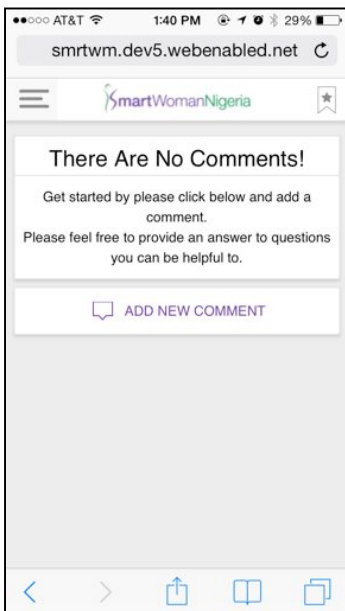 AT&T 1:40 PM 29%
smrtwm.dev5.webenabled.net
SmartWomanNigeria
There Are No Comments!
Get started by please click below and add a
comment.
Please feel free to provide an answer to questions
you can be helpful to.
ADD NEW COMMENT